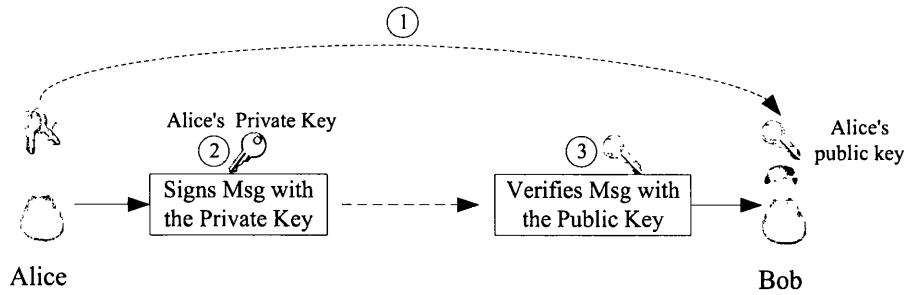 1
Alice's Private Key
2
3
Alice's
public key
Signs Msg with
the Private Key
Verifies Msg with
the Public Key
Alice
Bob